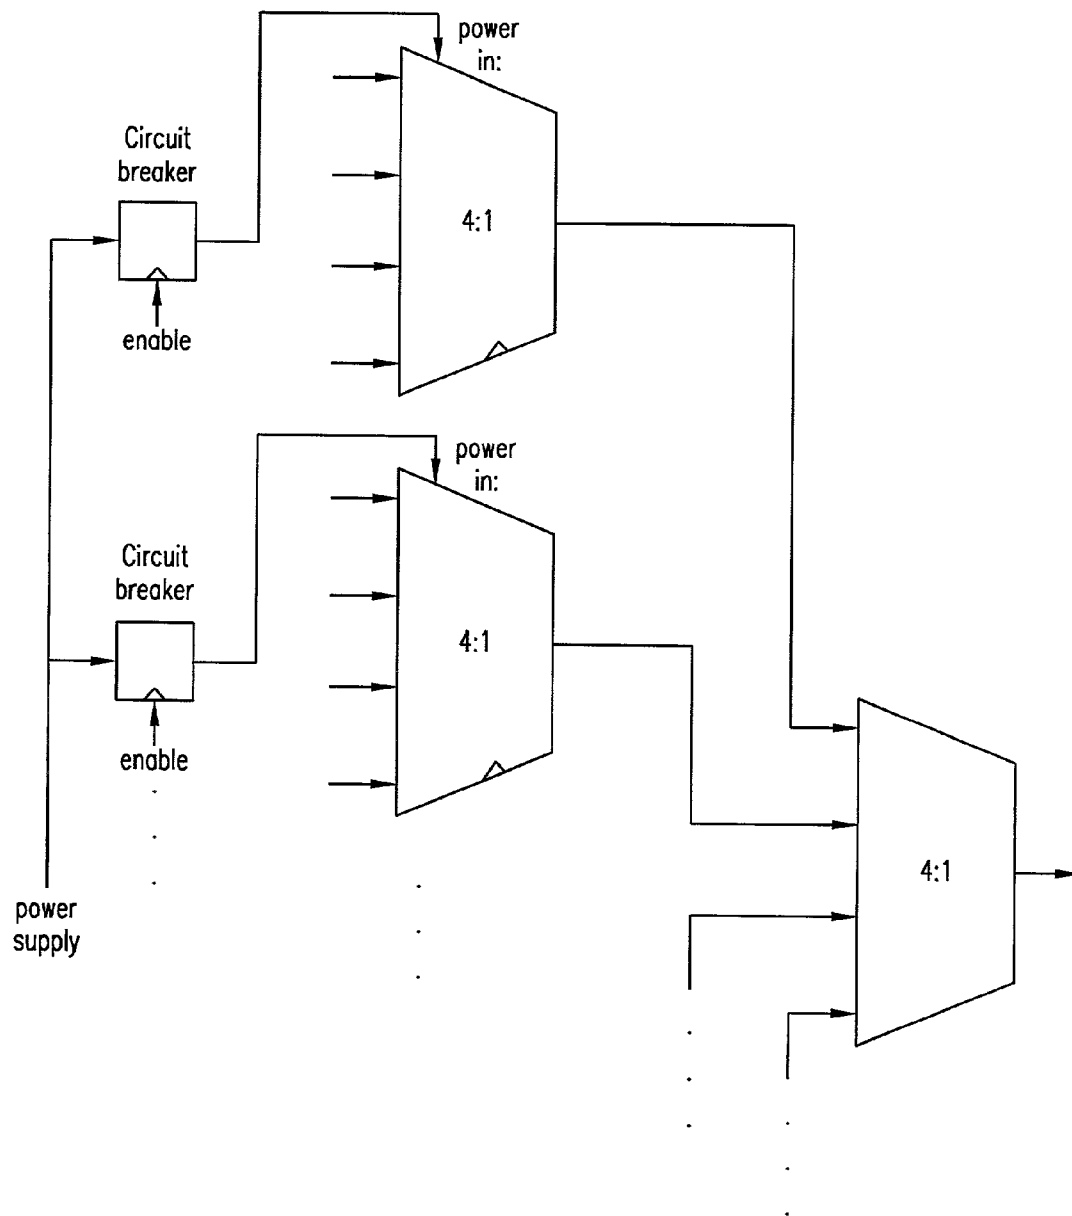 power
in:
Circuit
breaker
4:1
enable
power
in:
Circuit
breaker
4:1
enable
4:1
power
supply